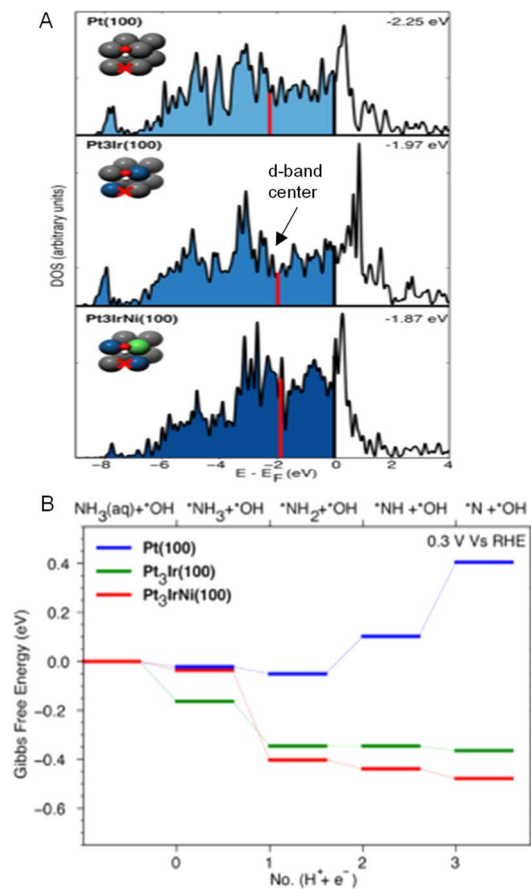 A
Pt(100)
-2.25 eV
Pt3Ir(100)
-1.97 eV
d-band
center
DOS (arbitrary units)
Pt3IrNi(100)
-1.87 eV
−8 −6 −4 −2 0 2 4
E - E_F (eV)
B
NH₃(aq)+*OH *NH₃+*OH *NH₂+*OH *NH +*OH *N +*OH
0.3 V Vs RHE
Pt(100)
Pt₃Ir(100)
Pt₃IrNi(100)
Gibbs Free Energy (eV)
0.4
0.2
0.0
−0.2
−0.4
−0.6
0 1 2 3
No. (H⁺+ e⁻)